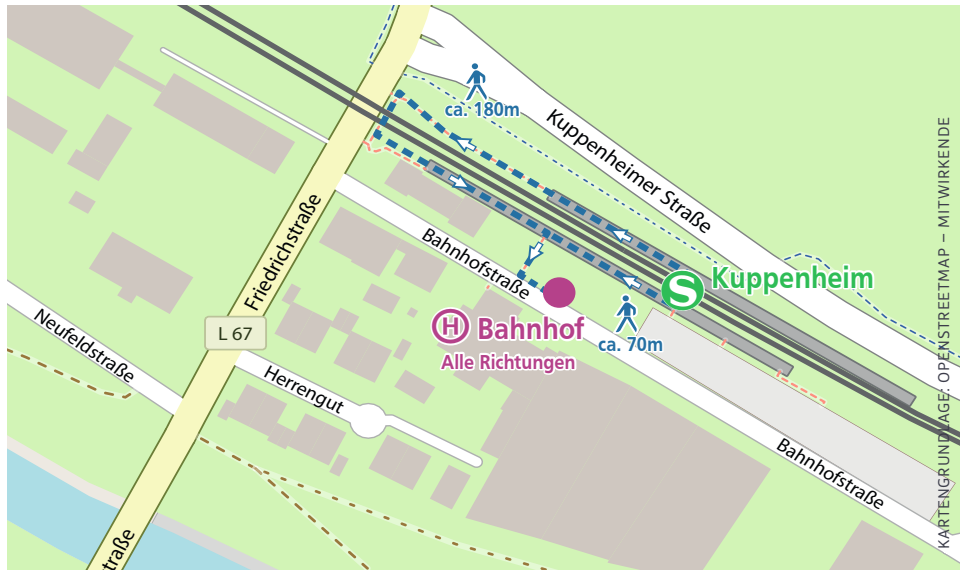 ca. 180m
Kuppenheimer Straße
Friedrichstraße
Bahnhofstraße
S Kuppenheim
H Bahnhof
Alle Richtungen
ca. 70m
L 67
Neufeldstraße
Herrengut
Bahnhofstraße
straße
KARTENGRUNDLAGE: OPENSTREETMAP – MITWIRKENDE